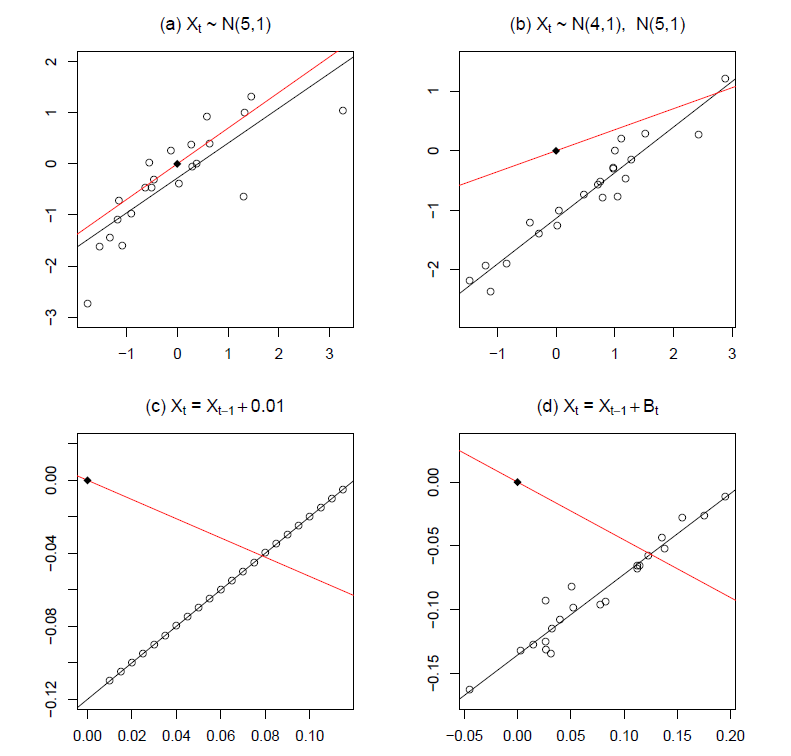 (a) Xₜ ~ N(5,1)
2
1
0
−1
−2
−3
−1 0 1 2 3
(b) Xₜ ~ N(4,1), N(5,1)
1
0
−1
−2
−1 0 1 2 3
(c) Xₜ = Xₜ₋₁ + 0.01
0.00
−0.04
−0.08
−0.12
0.00 0.02 0.04 0.06 0.08 0.10
(d) Xₜ = Xₜ₋₁ + Bₜ
0.00
−0.05
−0.10
−0.15
−0.05 0.00 0.05 0.10 0.15 0.20